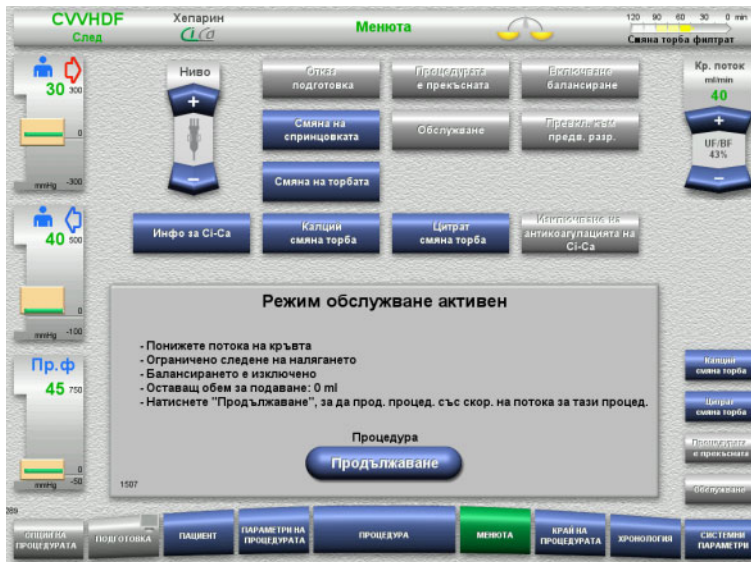 CVVHDF
След
Хепарин
Ci Ca
Менюта
120 90 60 30 0 min
Смяна торба филтрат
30 300
0
mmHg -300
40 500
0
mmHg -100
Пр.ф
45 750
0
mmHg -50
Ниво
+
−
Отказ
подготовка
Процедурата
е прекъсната
Включване
балансиране
Смяна на
спринцовката
Обслужване
Превкл. към
предв. разр.
Смяна на торбата
Инфо за Ci-Ca
Калций
смяна торба
Цитрат
смяна торба
Изключване на
антикоагулацията на
Ci-Ca
Кр. поток
ml/min
40
+
UF/BF
43%
−
Режим обслужване активен
- Понижете потока на кръвта
- Ограничено следене на налягането
- Балансирането е изключено
- Оставащ обем за подаване: 0 ml
- Натиснете "Продължаване", за да прод. процед. със скор. на потока за тази процед.
Процедура
Продължаване
1507
Калций
смяна торба
Цитрат
смяна торба
Процедурата
е прекъсната
Обслужване
269
ОПЦИИ НА
ПРОЦЕДУРАТА
ПОДГОТОВКА
ПАЦИЕНТ
ПАРАМЕТРИ НА
ПРОЦЕДУРАТА
ПРОЦЕДУРА
МЕНЮТА
КРАЙ НА
ПРОЦЕДУРАТА
ХРОНОЛОГИЯ
СИСТЕМНИ
ПАРАМЕТРИ